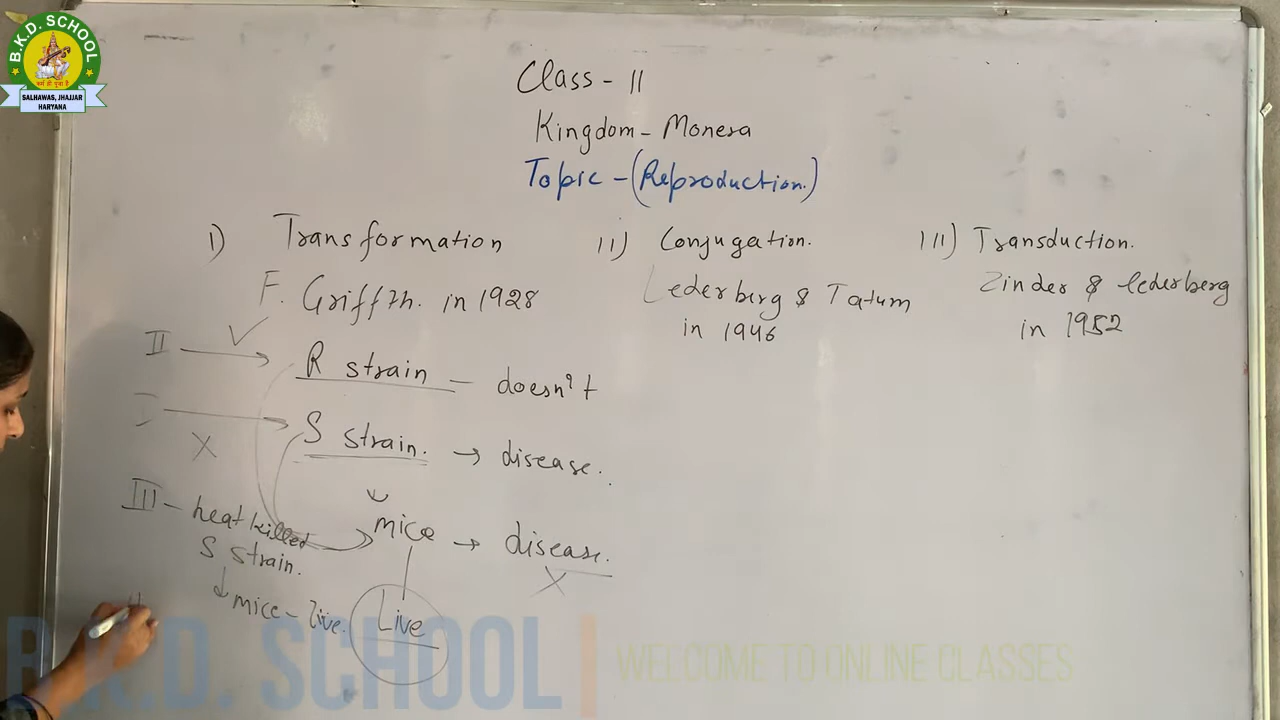 B.K.D. SCHOOL
कर्म ही पूजा है
SALHAWAS, JHAJJAR
HARYANA
Class - 11
Kingdom - Monera
Topic - (Reproduction.)
I) Transformation
F. Griffth. in 1928
II) Conjugation.
Lederberg & Tatum
in 1946
III) Transduction.
Zinder & lederberg
in 1952
II → R strain - doesn't
I → S strain. → disease.
X
mice → disease.
X
Live
III - heat killed
S strain.
↓ mice - live.
B.K.D. SCHOOL | WELCOME TO ONLINE CLASSES